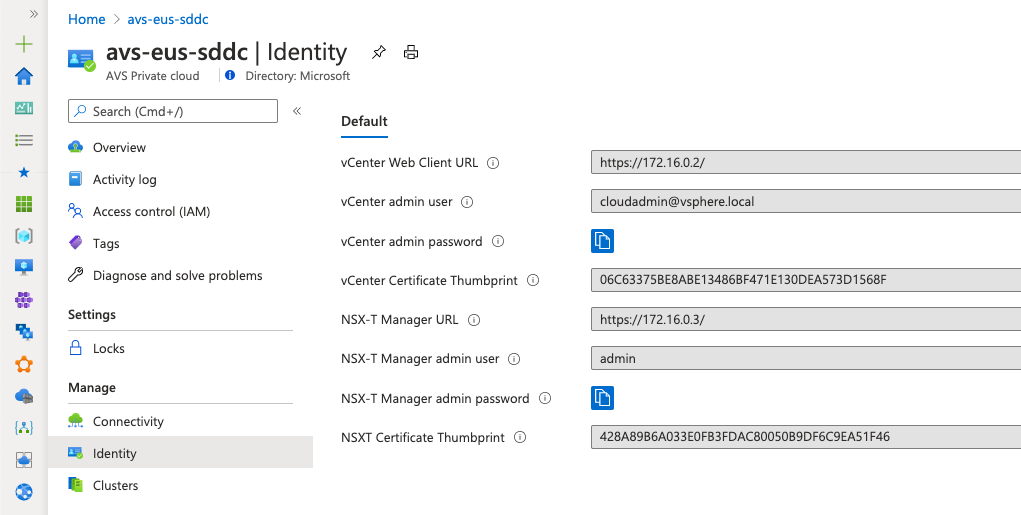 Home > avs-eus-sddc
avs-eus-sddc | Identity
AVS Private cloud
Directory: Microsoft
Search (Cmd+/)
Overview
Activity log
Access control (IAM)
Tags
Diagnose and solve problems
Settings
Locks
Manage
Connectivity
Identity
Clusters
Default
vCenter Web Client URL
https://172.16.0.2/
vCenter admin user
cloudadmin@vsphere.local
vCenter admin password
vCenter Certificate Thumbprint
06C63375BE8ABE13486BF471E130DEA573D1568F
NSX-T Manager URL
https://172.16.0.3/
NSX-T Manager admin user
admin
NSX-T Manager admin password
NSXT Certificate Thumbprint
428A89B6A033E0FB3FDAC80050B9DF6C9EA51F46